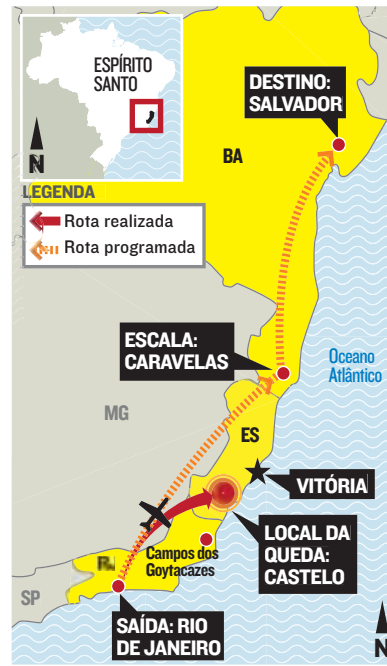 ESPÍRITO
SANTO
N
LEGENDA
Rota realizada
Rota programada
DESTINO:
SALVADOR
BA
ESCALA:
CARAVELAS
Oceano
Atlântico
MG
ES
VITÓRIA
LOCAL DA
QUEDA:
CASTELO
Campos dos
Goytacazes
SP
SAÍDA: RIO
DE JANEIRO
N